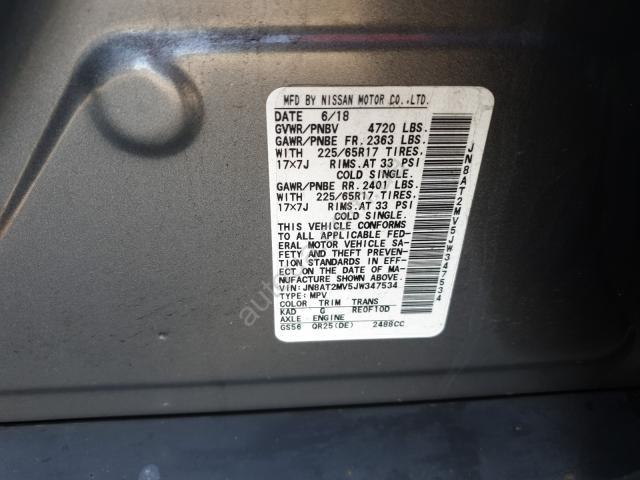 MFD BY NISSAN MOTOR CO.,LTD.
DATE 6/18
GVWR/PNBV 4720 LBS.
GAWR/PNBE FR. 2363 LBS.
WITH 225/65R17 TIRES.
17×7J RIMS.AT 33 PSI
COLD SINGLE.
GAWR/PNBE RR. 2401 LBS.
WITH 225/65R17 TIRES.
17×7J RIMS.AT 33 PSI
COLD SINGLE.
THIS VEHICLE CONFORMS
TO ALL APPLICABLE FED-
ERAL MOTOR VEHICLE SA-
FETY AND THEFT PREVEN-
TION STANDARDS IN EFF-
ECT ON THE DATE OF MA-
NUFACTURE SHOWN ABOVE.
VIN: JN8AT2MV5JW347534
TYPE: MPV
COLOR TRIM TRANS
KAD G RE0F10D
AXLE ENGINE
GS56 QR25(DE) 2488CC
JN8AT2MV5JW347534